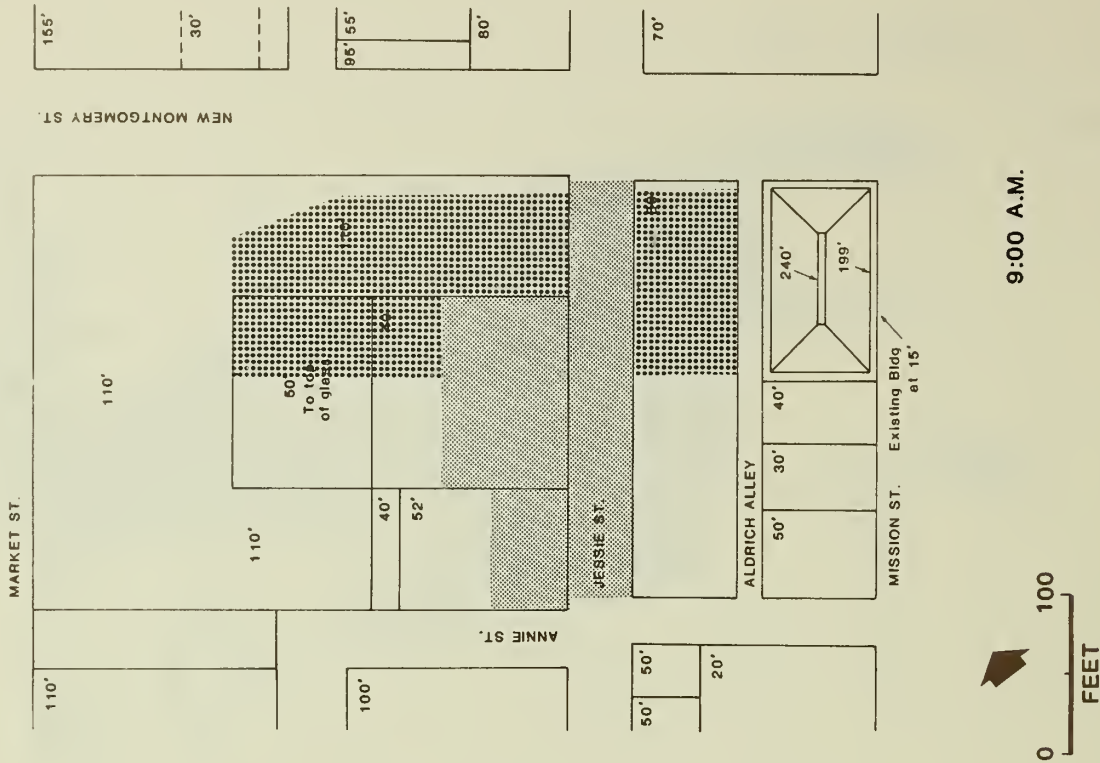 MARKET ST.
NEW MONTGOMERY ST.
155'
30'
95'
55'
80'
70'
110'
110'
50'
To top
of glass
110'
40'
52'
JESSIE ST.
ALDRICH ALLEY
240'
199'
40'
30'
50'
MISSION ST.
Existing Bldg
at 15'
ANNIE ST.
110'
100'
50'
50'
20'
9:00 A.M.
0
100
FEET